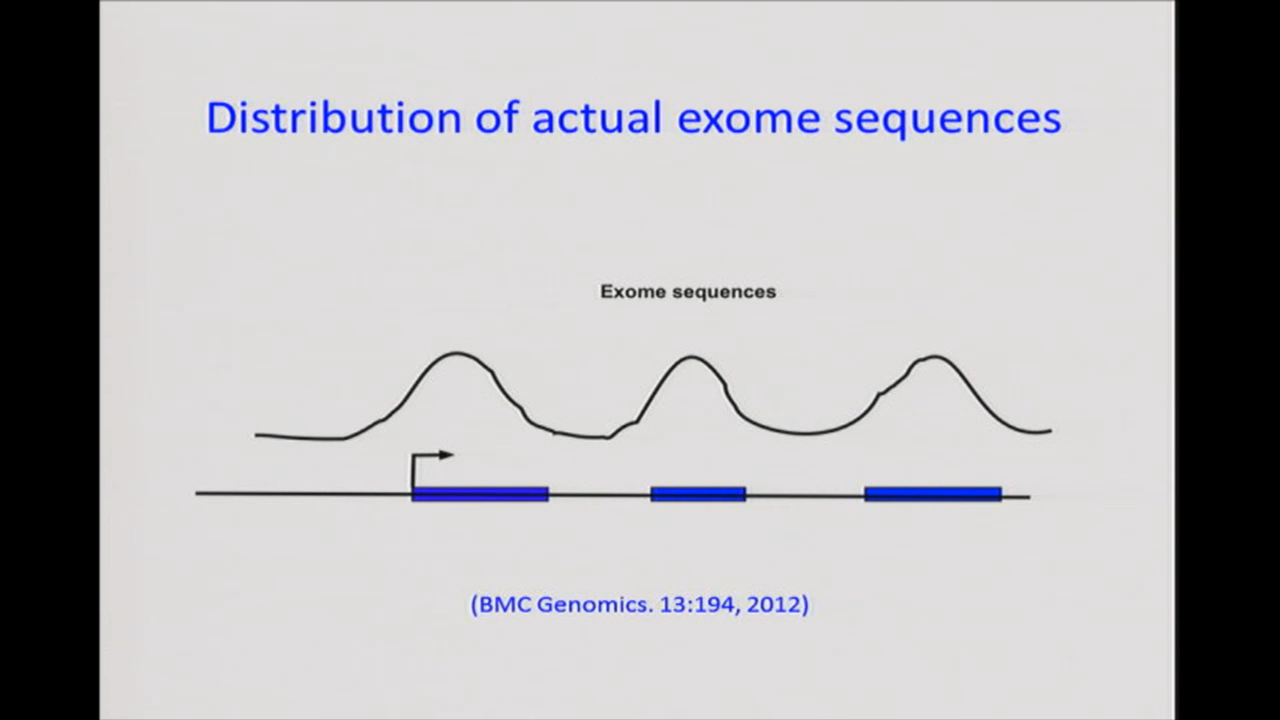 Distribution of actual exome sequences
Exome sequences
(BMC Genomics. 13:194, 2012)